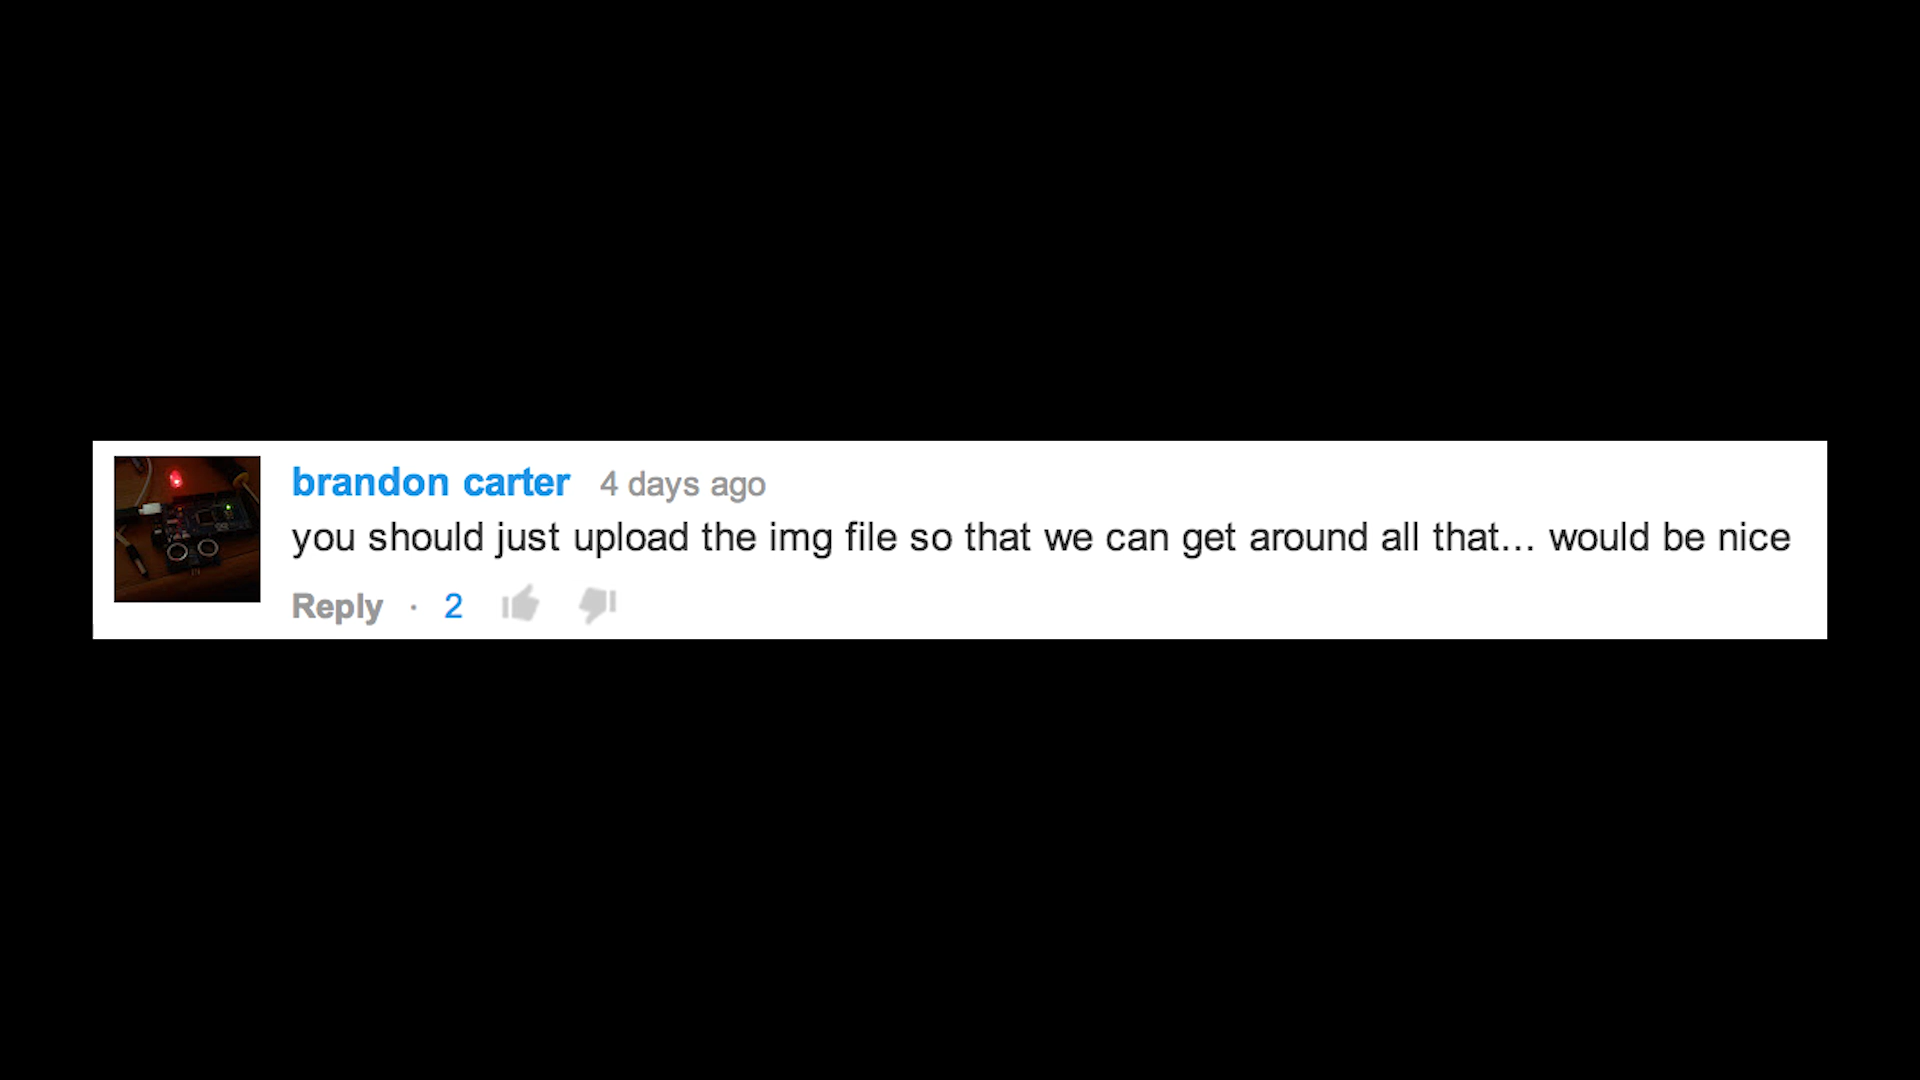 brandon carter 4 days ago
you should just upload the img file so that we can get around all that... would be nice
Reply · 2